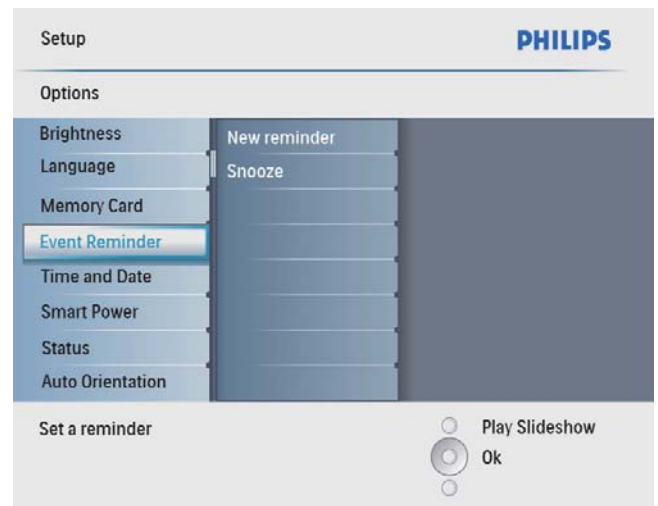 Setup
PHILIPS
Options
Brightness
Language
Memory Card
Event Reminder
Time and Date
Smart Power
Status
Auto Orientation
New reminder
Snooze
Set a reminder
Play Slideshow
Ok